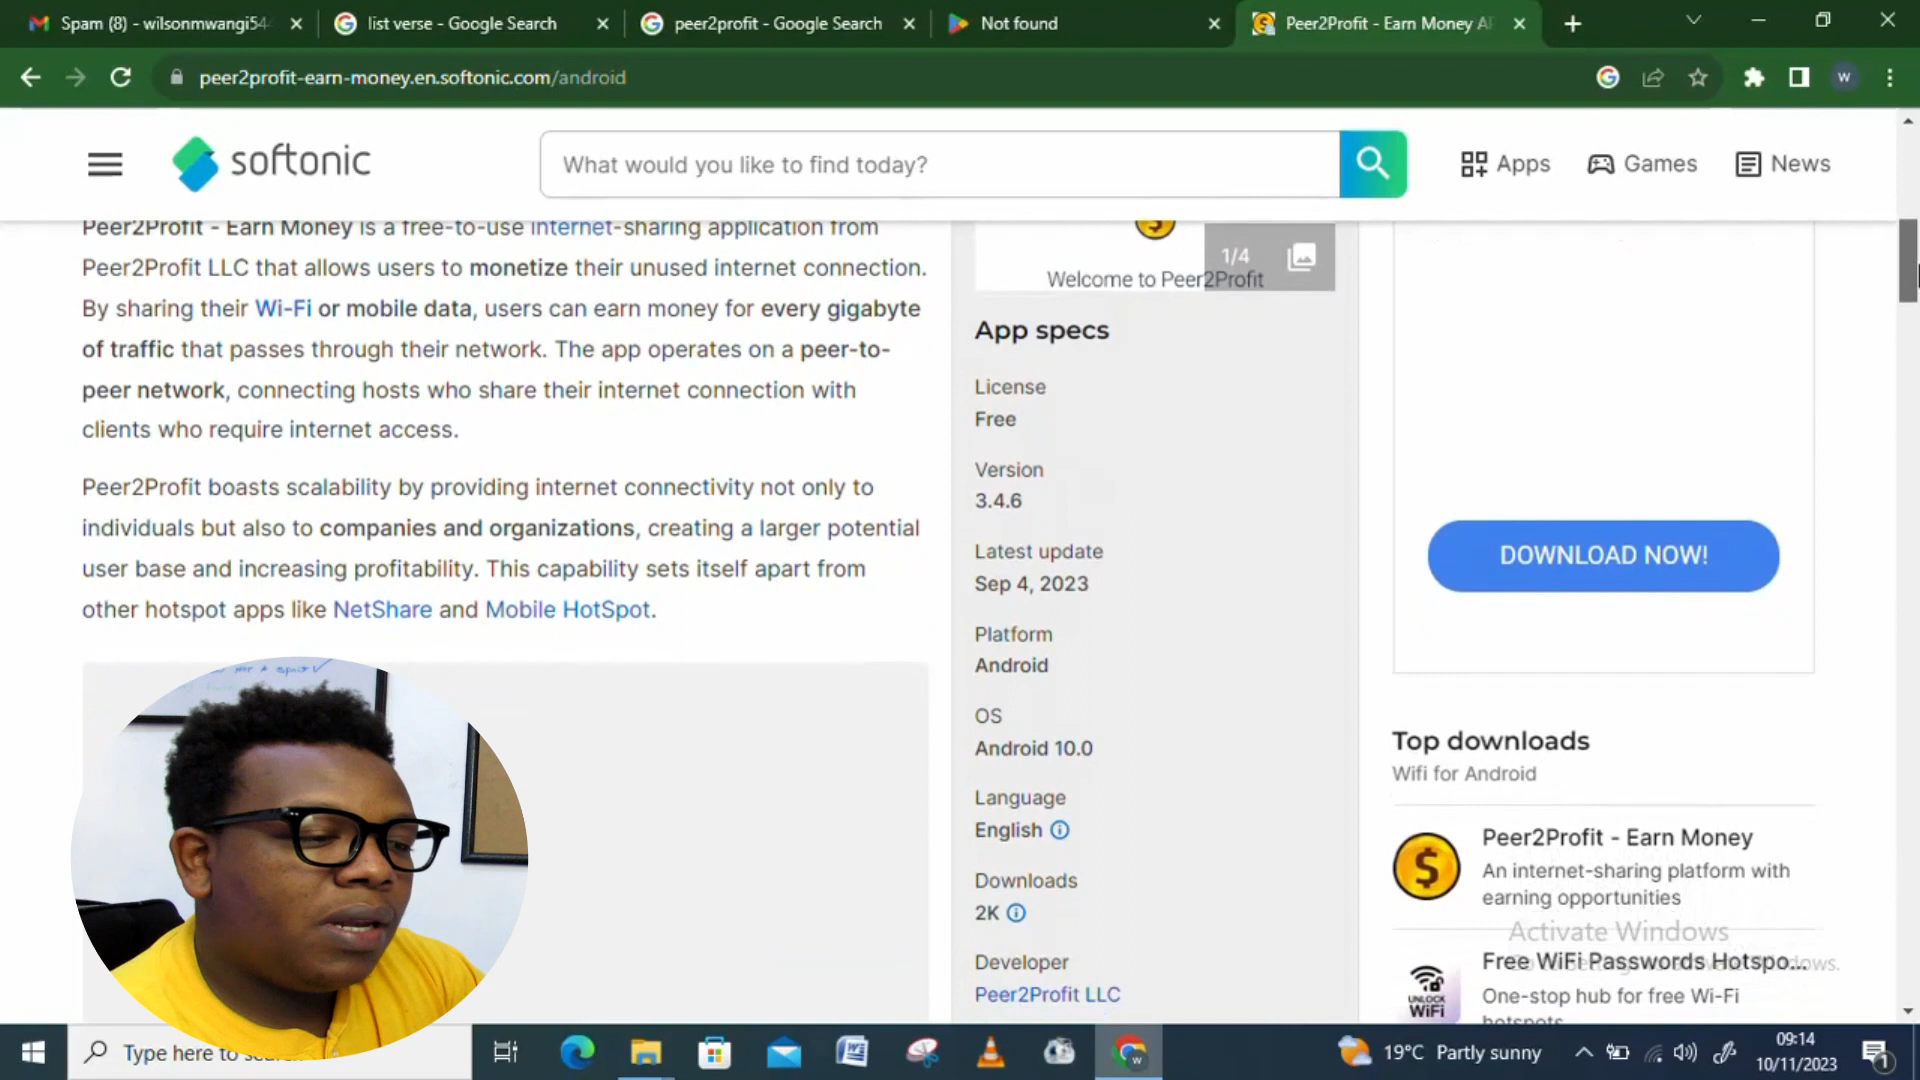 Spam (8) - wilsonmwangi54
list verse - Google Search
peer2profit - Google Search
Not found
Peer2Profit - Earn Money AP
peer2profit-earn-money.en.softonic.com/android
W
softonic
What would you like to find today?
Apps
Games
News
Peer2Profit - Earn Money is a free-to-use internet-sharing application from
Peer2Profit LLC that allows users to monetize their unused internet connection.
By sharing their Wi-Fi or mobile data, users can earn money for every gigabyte
of traffic that passes through their network. The app operates on a peer-to-
peer network, connecting hosts who share their internet connection with
clients who require internet access.
Peer2Profit boasts scalability by providing internet connectivity not only to
individuals but also to companies and organizations, creating a larger potential
user base and increasing profitability. This capability sets itself apart from
other hotspot apps like NetShare and Mobile HotSpot.
1/4
Welcome to Peer2Profit
App specs
License
Free
Version
3.4.6
Latest update
Sep 4, 2023
Platform
Android
OS
Android 10.0
Language
English
Downloads
2K
Developer
Peer2Profit LLC
DOWNLOAD NOW!
Top downloads
Wifi for Android
Peer2Profit - Earn Money
An internet-sharing platform with
earning opportunities
Activate Windows
Free WiFi Passwords Hotspo...
UNLOCK
WiFi
One-stop hub for free Wi-Fi
hotspots
Type here to
19°C Partly sunny
09:14
10/11/2023
1